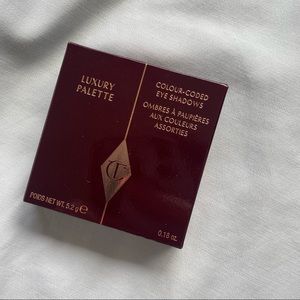 LUXURY
PALETTE
COLOUR-CODED
EYE SHADOWS
OMBRES À PAUPIÈRES
AUX COULEURS
ASSORTIES
CT
POIDS NET WT. 5.2 g ℮
0.18 oz.